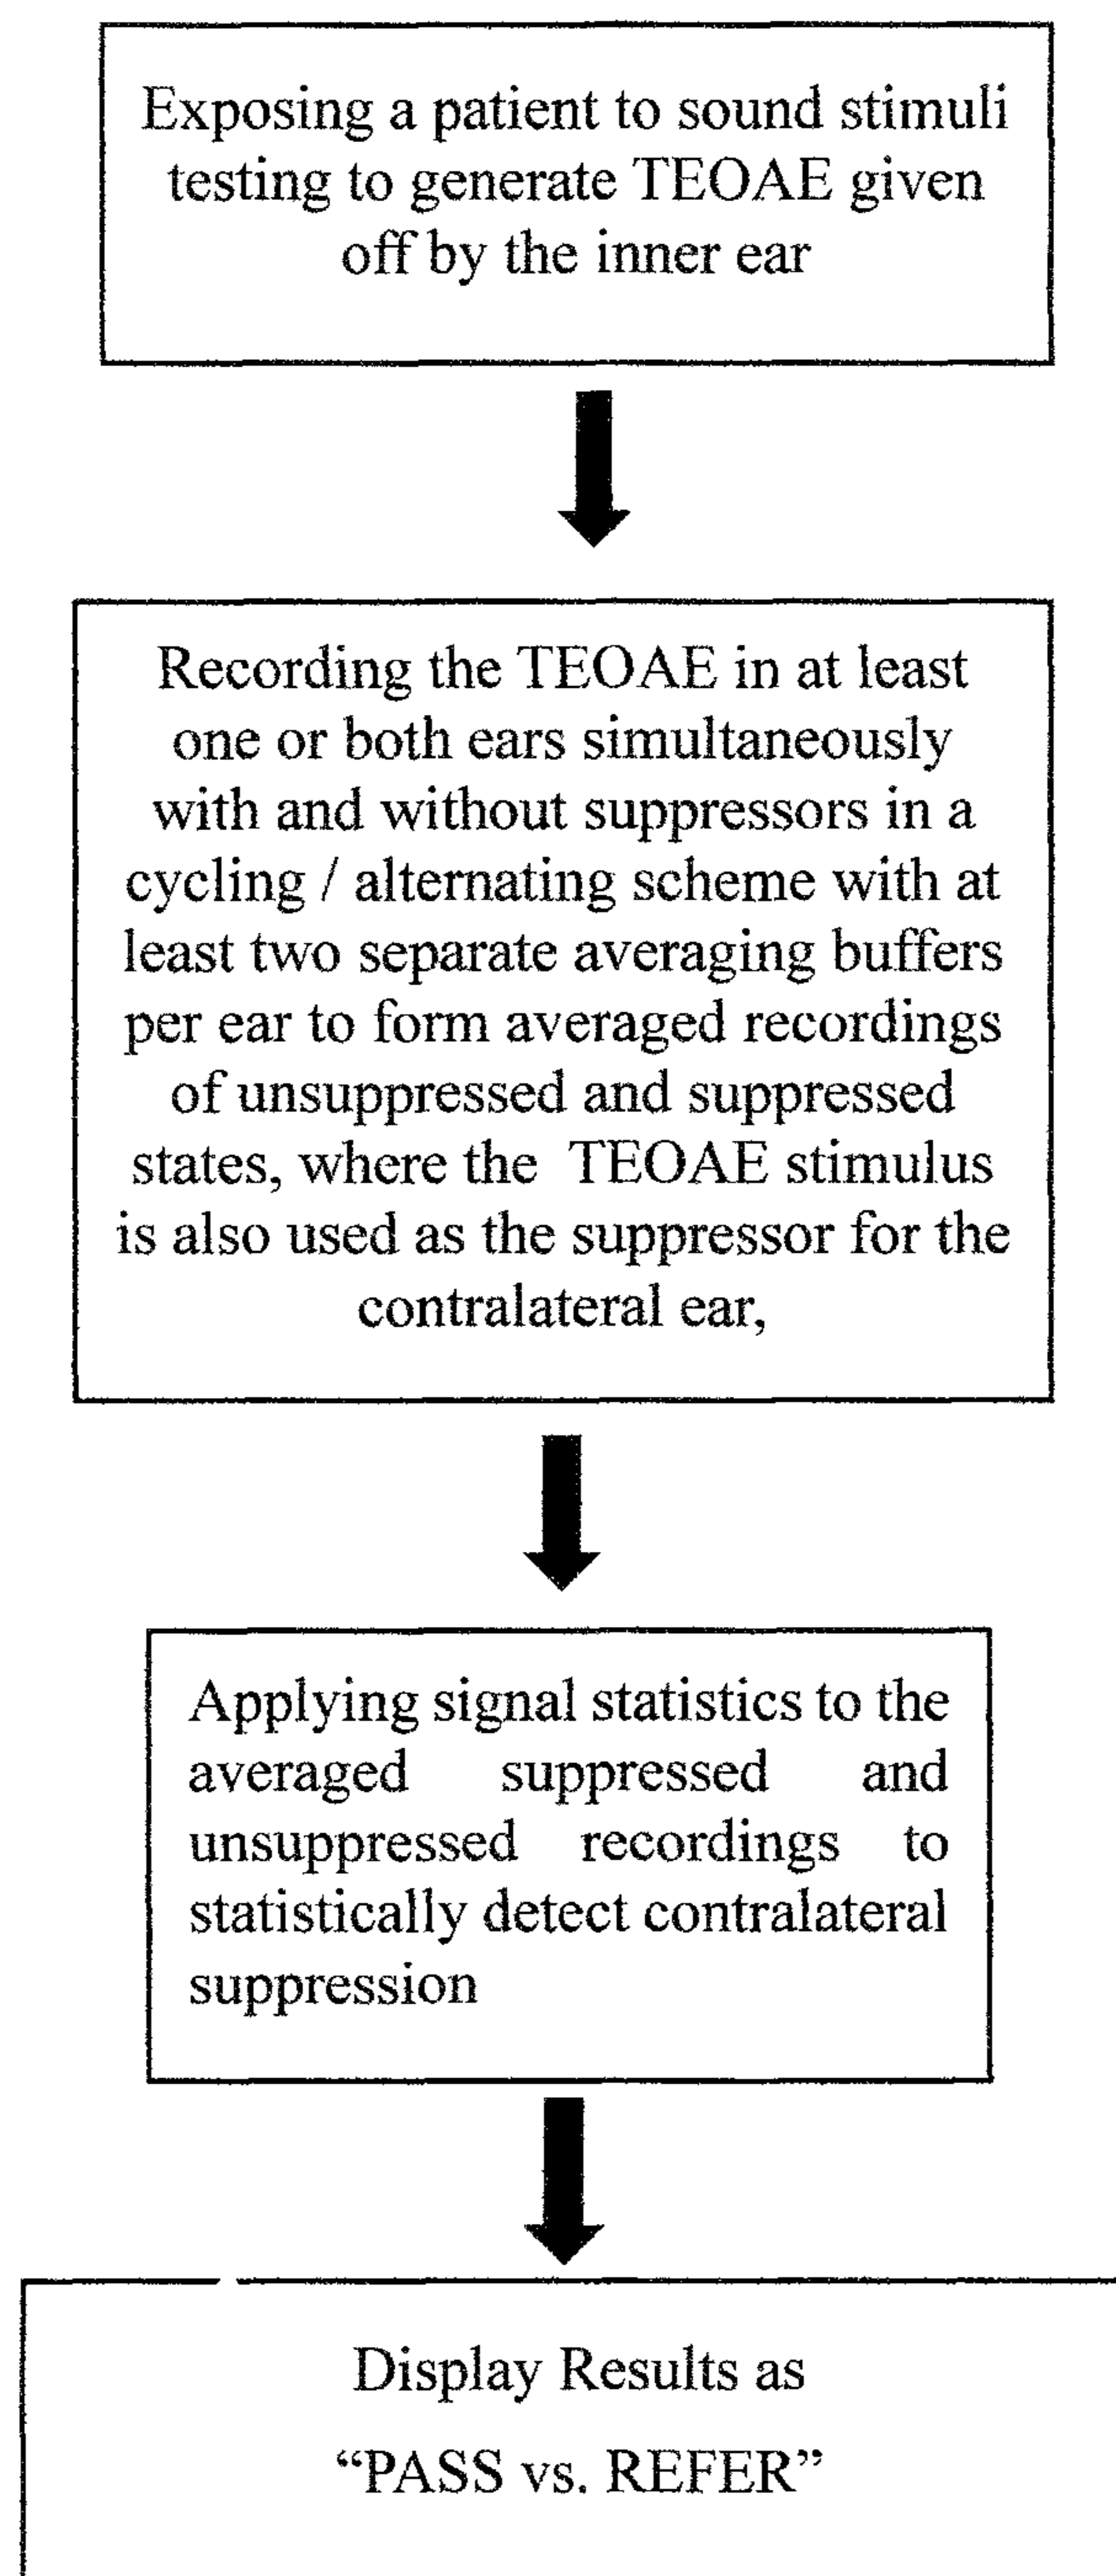 Exposing a patient to sound stimuli
testing to generate TEOAE given
off by the inner ear
Recording the TEOAE in at least
one or both ears simultaneously
with and without suppressors in a
cycling / alternating scheme with at
least two separate averaging buffers
per ear to form averaged recordings
of unsuppressed and suppressed
states, where the TEOAE stimulus
is also used as the suppressor for the
contralateral ear,
Applying signal statistics to the
averaged suppressed and
unsuppressed recordings to
statistically detect contralateral
suppression
Display Results as
“PASS vs. REFER”